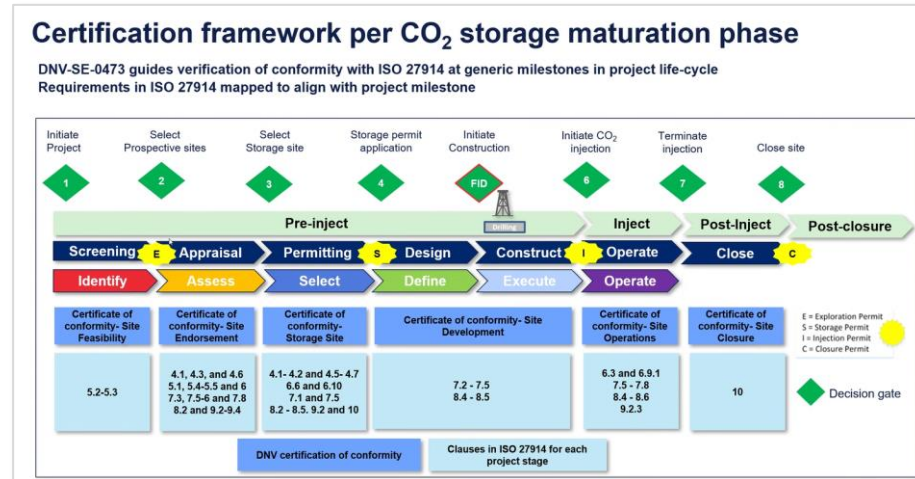 Certification framework per CO2 storage maturation phase
DNV-SE-0473 guides verification of conformity with ISO 27914 at generic milestones in project life-cycle
Requirements in ISO 27914 mapped to align with project milestone
Initiate
Project
Select
Prospective sites
Select
Storage site
Storage permit
application
Initiate
Construction
Initiate CO2
injection
Terminate
injection
Close site
1
2
3
4
FID
6
7
8
Drilling
Pre-inject
Inject
Post-Inject
Post-closure
Screening
E
Appraisal
Permitting
S
Design
Construct
I
Operate
Close
C
Identify
Assess
Select
Define
Execute
Operate
Certificate of
conformity- Site
Feasibility
Certificate of
conformity- Site
Endorsement
Certificate of
conformity-
Storage Site
Certificate of conformity- Site
Development
Certificate of
conformity- Site
Operations
Certificate of
conformity- Site
Closure
E = Exploration Permit
S = Storage Permit
I = Injection Permit
C = Closure Permit
Decision gate
5.2-5.3
4.1, 4.3, and 4.6
5.1, 5.4-5.5 and 6
7.3, 7.5-6 and 7.8
8.2 and 9.2-9.4
4.1- 4.2 and 4.5- 4.7
6.6 and 6.10
7.1 and 7.5
8.2 - 8.5. 9.2 and 10
7.2 - 7.5
8.4 - 8.5
6.3 and 6.9.1
7.5 - 7.8
8.4 – 8.6
9.2.3
10
DNV certification of conformity
Clauses in ISO 27914 for each
project stage